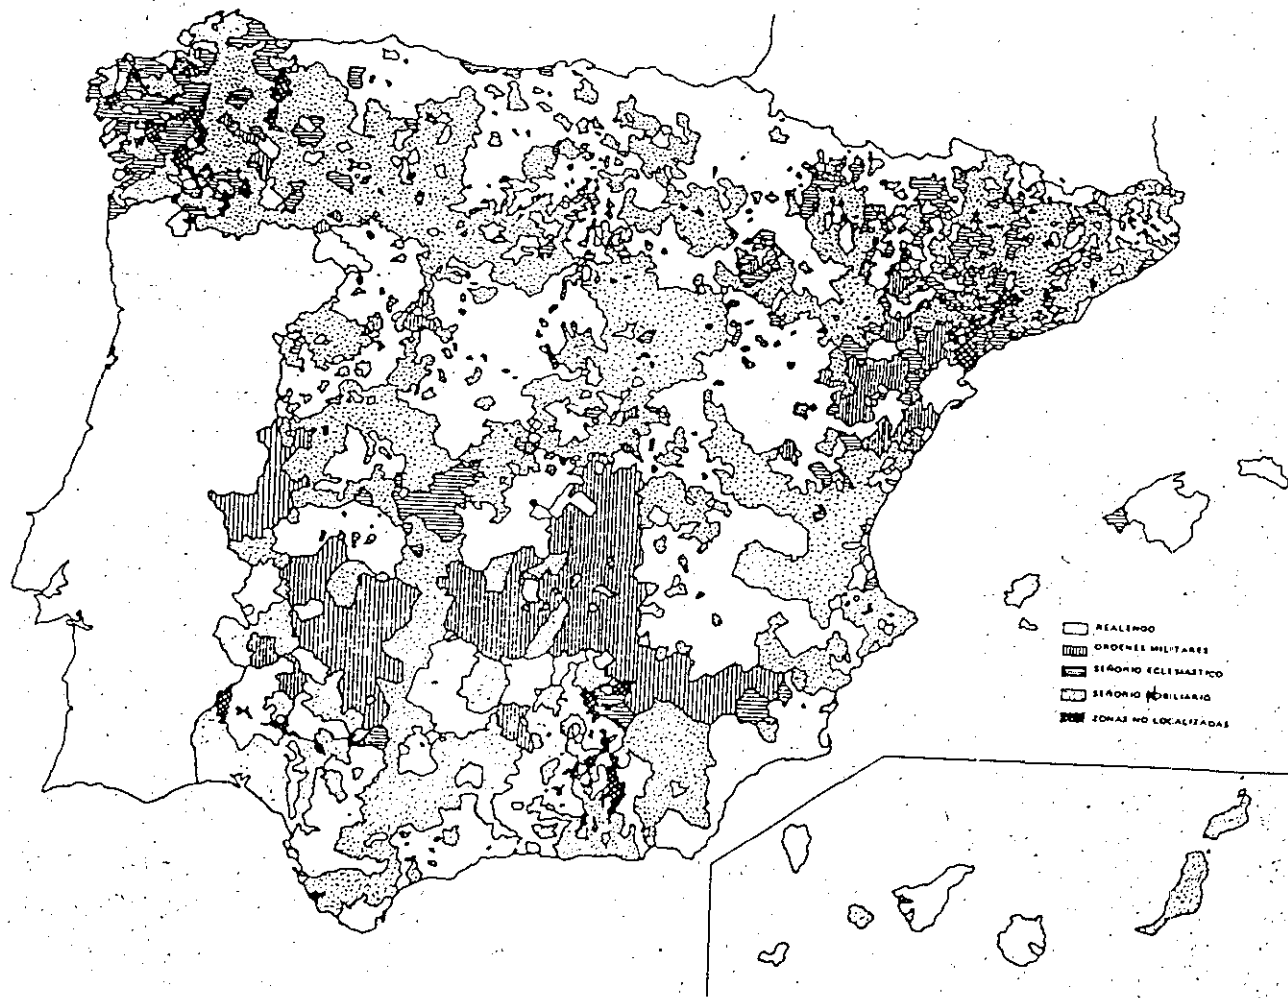 REALENGO
ORDENES MILITARES
SEÑORIO ECLESIASTICO
SEÑORIO NOBILIARIO
ZONAS NO LOCALIZADAS